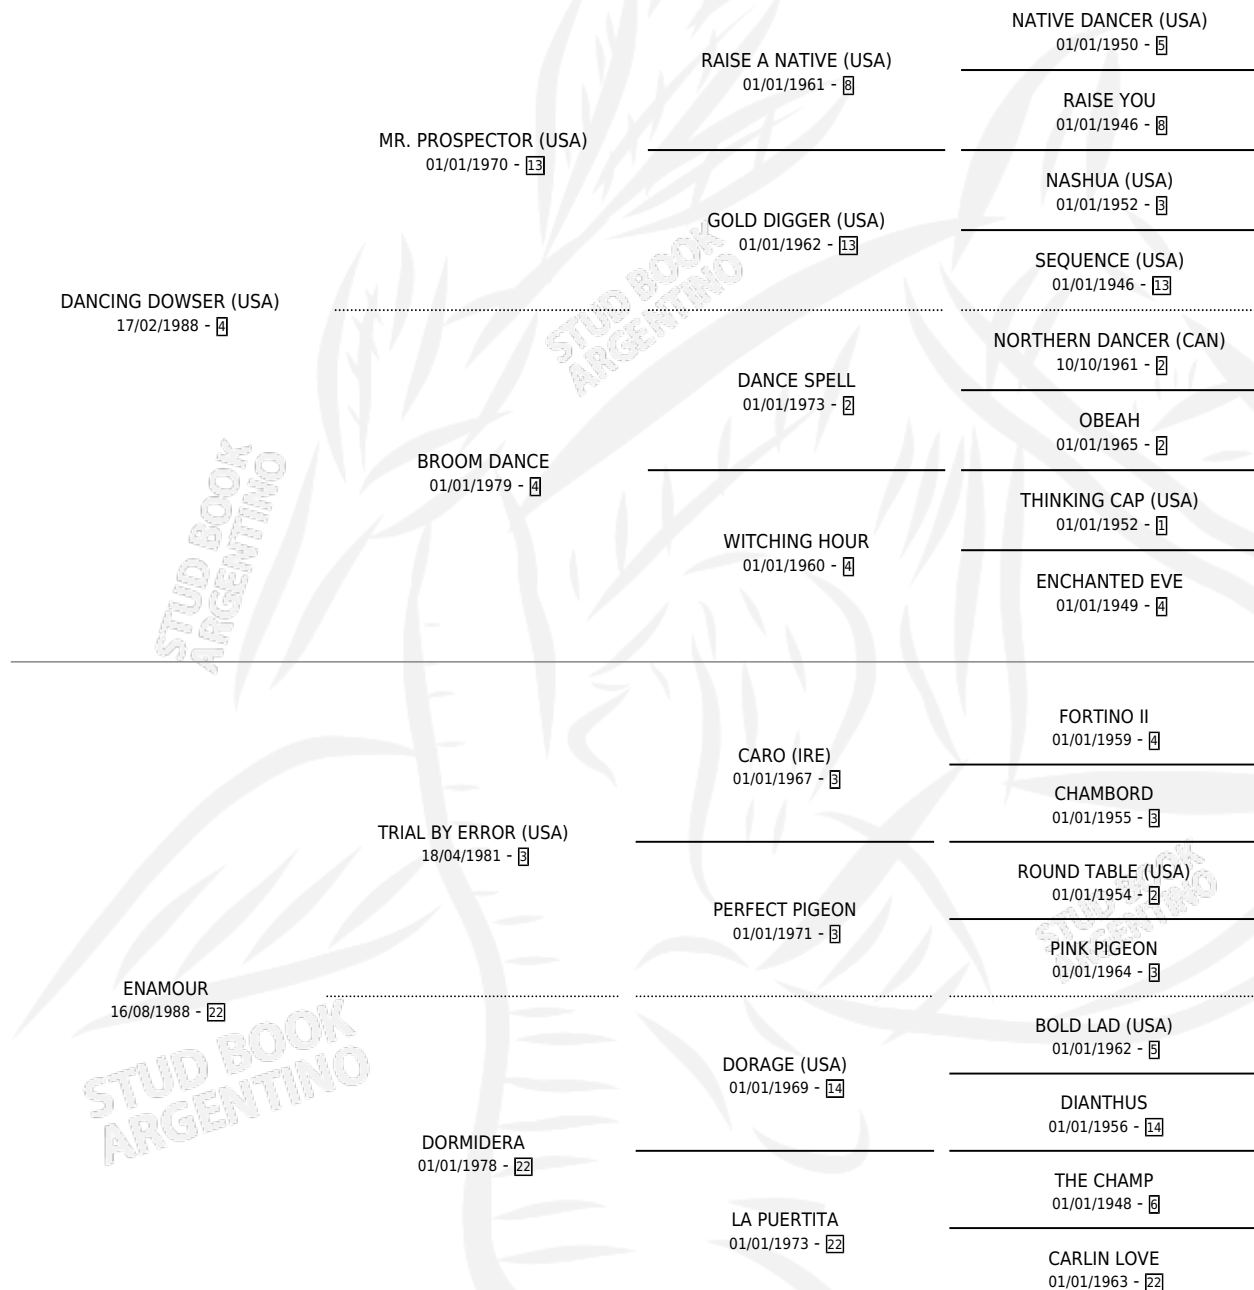 NATIVE DANCER (USA)
01/01/1950 - 5
RAISE A NATIVE (USA)
01/01/1961 - 8
RAISE YOU
01/01/1946 - 8
MR. PROSPECTOR (USA)
01/01/1970 - 13
NASHUA (USA)
01/01/1952 - 3
GOLD DIGGER (USA)
01/01/1962 - 13
SEQUENCE (USA)
01/01/1946 - 13
DANCING DOWSER (USA)
17/02/1988 - 4
NORTHERN DANCER (CAN)
10/10/1961 - 2
DANCE SPELL
01/01/1973 - 2
OBEAH
01/01/1965 - 2
BROOM DANCE
01/01/1979 - 4
THINKING CAP (USA)
01/01/1952 - 1
WITCHING HOUR
01/01/1960 - 4
ENCHANTED EVE
01/01/1949 - 4
FORTINO II
01/01/1959 - 4
CARO (IRE)
01/01/1967 - 3
CHAMBORD
01/01/1955 - 3
TRIAL BY ERROR (USA)
18/04/1981 - 3
ROUND TABLE (USA)
01/01/1954 - 2
PERFECT PIGEON
01/01/1971 - 3
PINK PIGEON
01/01/1964 - 3
ENAMOUR
16/08/1988 - 22
BOLD LAD (USA)
01/01/1962 - 5
DORAGE (USA)
01/01/1969 - 14
DIANTHUS
01/01/1956 - 14
DORMIDERA
01/01/1978 - 22
THE CHAMP
01/01/1948 - 6
LA PUERTITA
01/01/1973 - 22
CARLIN LOVE
01/01/1963 - 22
STUD BOOK
ARGENTINO
STUD BOOK
ARGENTINO
STUD BOOK
ARGENTINO
STUD BOOK
ARGENTINO